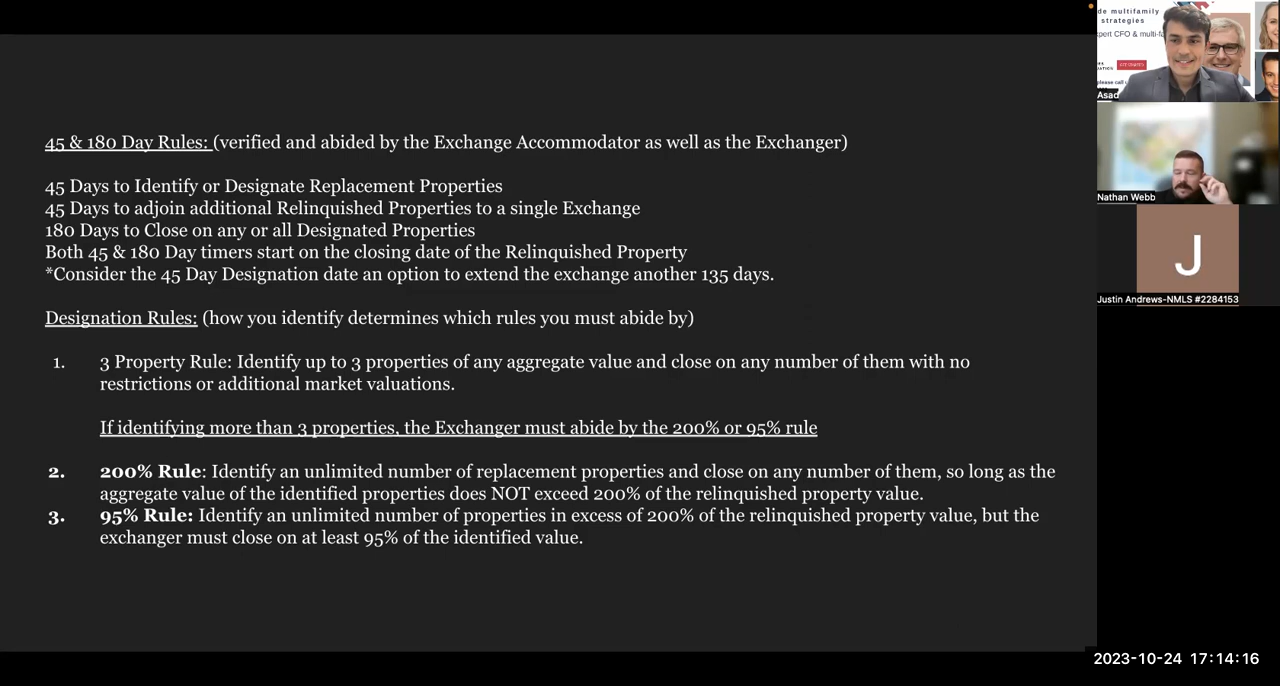 45 & 180 Day Rules: (verified and abided by the Exchange Accommodator as well as the Exchanger)
45 Days to Identify or Designate Replacement Properties
45 Days to adjoin additional Relinquished Properties to a single Exchange
180 Days to Close on any or all Designated Properties
Both 45 & 180 Day timers start on the closing date of the Relinquished Property
*Consider the 45 Day Designation date an option to extend the exchange another 135 days.
Designation Rules: (how you identify determines which rules you must abide by)
1. 3 Property Rule: Identify up to 3 properties of any aggregate value and close on any number of them with no
restrictions or additional market valuations.
If identifying more than 3 properties, the Exchanger must abide by the 200% or 95% rule
2. 200% Rule: Identify an unlimited number of replacement properties and close on any number of them, so long as the
aggregate value of the identified properties does NOT exceed 200% of the relinquished property value.
3. 95% Rule: Identify an unlimited number of properties in excess of 200% of the relinquished property value, but the
exchanger must close on at least 95% of the identified value.
multifamily
strategies
CFO & 
please call
Asad
Nathan Webb
J
Justin Andrews-NMLS #2284153
2023-10-24 17:14:16